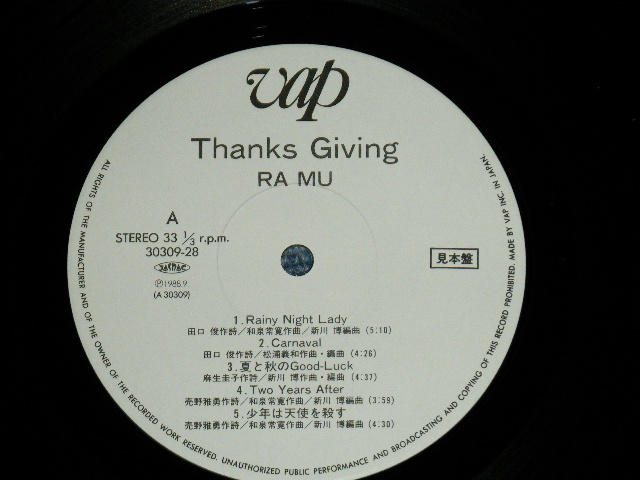 vap
Thanks Giving
RA MU
A
STEREO 33 1/3 r.p.m.
30309-28
JASRAC
Ⓟ1988.9
(A 30309)
見本盤
1.Rainy Night Lady
田口 俊作詩／和泉常寛作曲／新川 博編曲 (5:10)
2.Carnaval
田口 俊作詩／松浦義和作曲・編曲 (4:26)
3.夏と秋のGood-Luck
麻生圭子作詩／新川 博作曲・編曲 (4:37)
4.Two Years After
売野雅勇作詩／和泉常寛作曲／新川 博編曲 (3:59)
5.少年は天使を殺す
売野雅勇作詩／和泉常寛作曲／新川 博編曲 (4:30)
ALL RIGHTS OF THE MANUFACTURER AND OF THE OWNER OF THE RECORDED WORK RESERVED. UNAUTHORIZED PUBLIC PERFORMANCE AND BROADCASTING AND COPYING OF THIS RECORD PROHIBITED. MADE BY VAP INC. IN JAPAN.